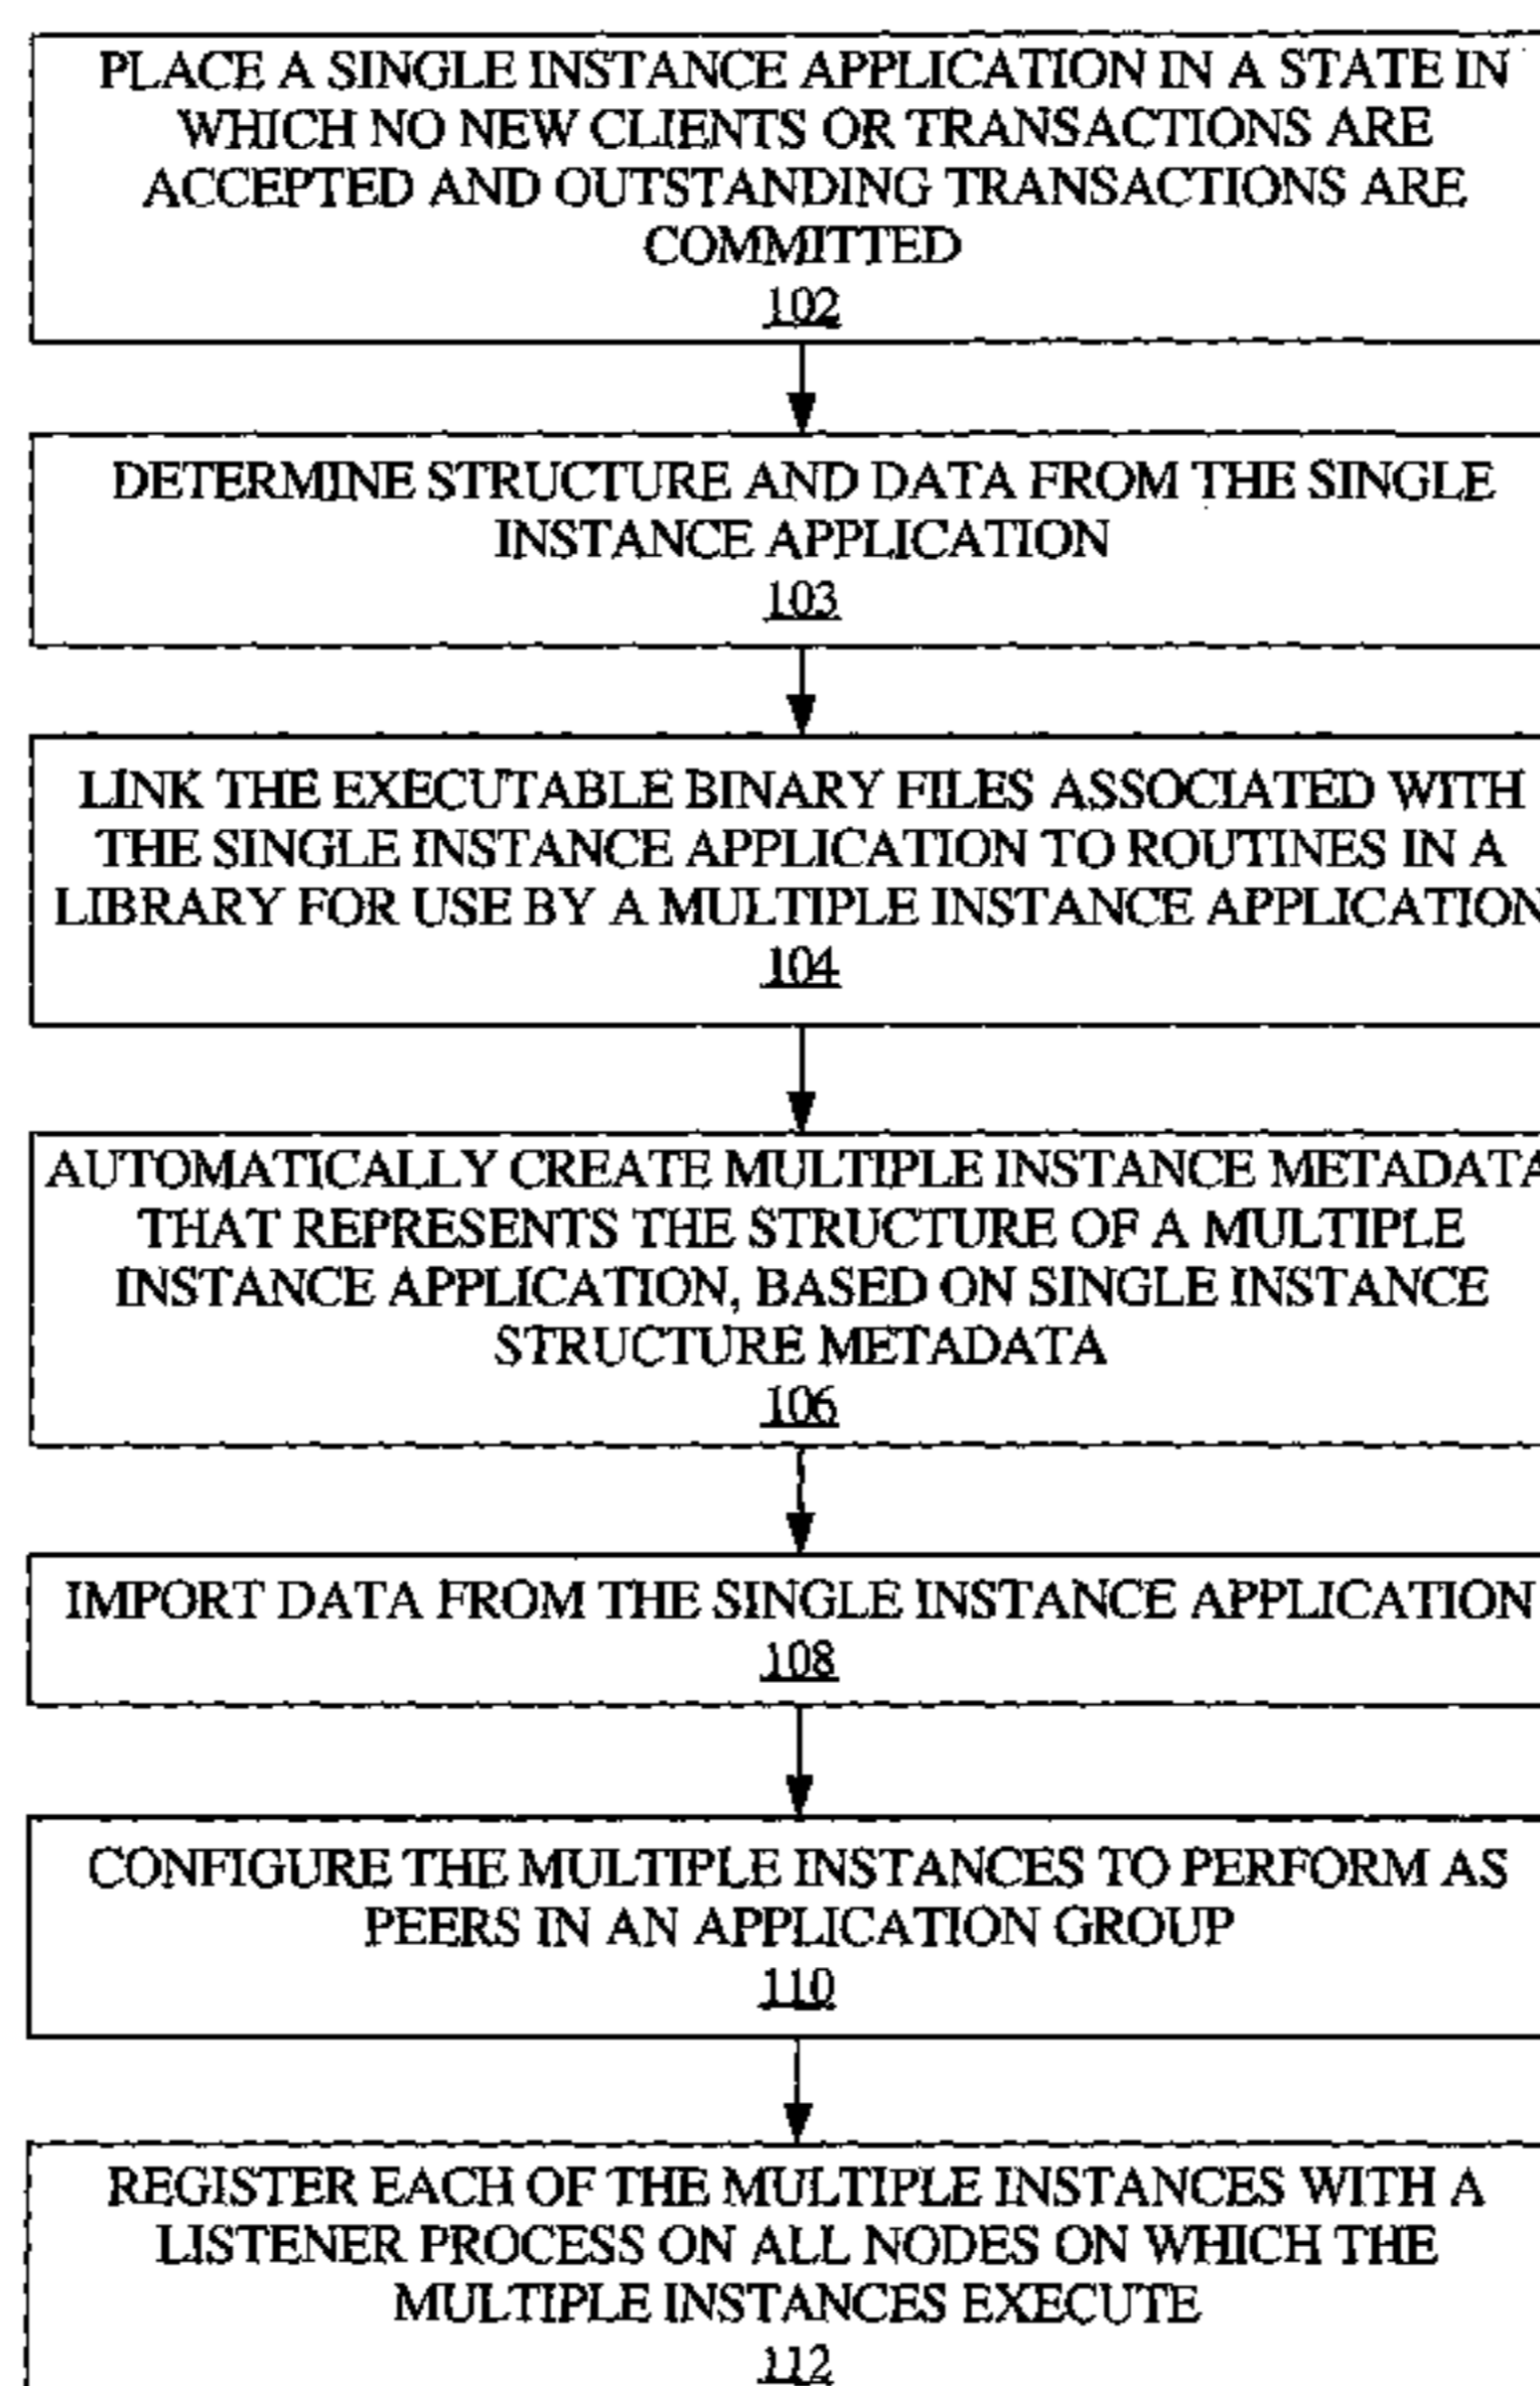 PLACE A SINGLE INSTANCE APPLICATION IN A STATE IN
WHICH NO NEW CLIENTS OR TRANSACTIONS ARE
ACCEPTED AND OUTSTANDING TRANSACTIONS ARE
COMMITTED
102
DETERMINE STRUCTURE AND DATA FROM THE SINGLE
INSTANCE APPLICATION
103
LINK THE EXECUTABLE BINARY FILES ASSOCIATED WITH
THE SINGLE INSTANCE APPLICATION TO ROUTINES IN A
LIBRARY FOR USE BY A MULTIPLE INSTANCE APPLICATION
104
AUTOMATICALLY CREATE MULTIPLE INSTANCE METADATA
THAT REPRESENTS THE STRUCTURE OF A MULTIPLE
INSTANCE APPLICATION, BASED ON SINGLE INSTANCE
STRUCTURE METADATA
106
IMPORT DATA FROM THE SINGLE INSTANCE APPLICATION
108
CONFIGURE THE MULTIPLE INSTANCES TO PERFORM AS
PEERS IN AN APPLICATION GROUP
110
REGISTER EACH OF THE MULTIPLE INSTANCES WITH A
LISTENER PROCESS ON ALL NODES ON WHICH THE
MULTIPLE INSTANCES EXECUTE
112